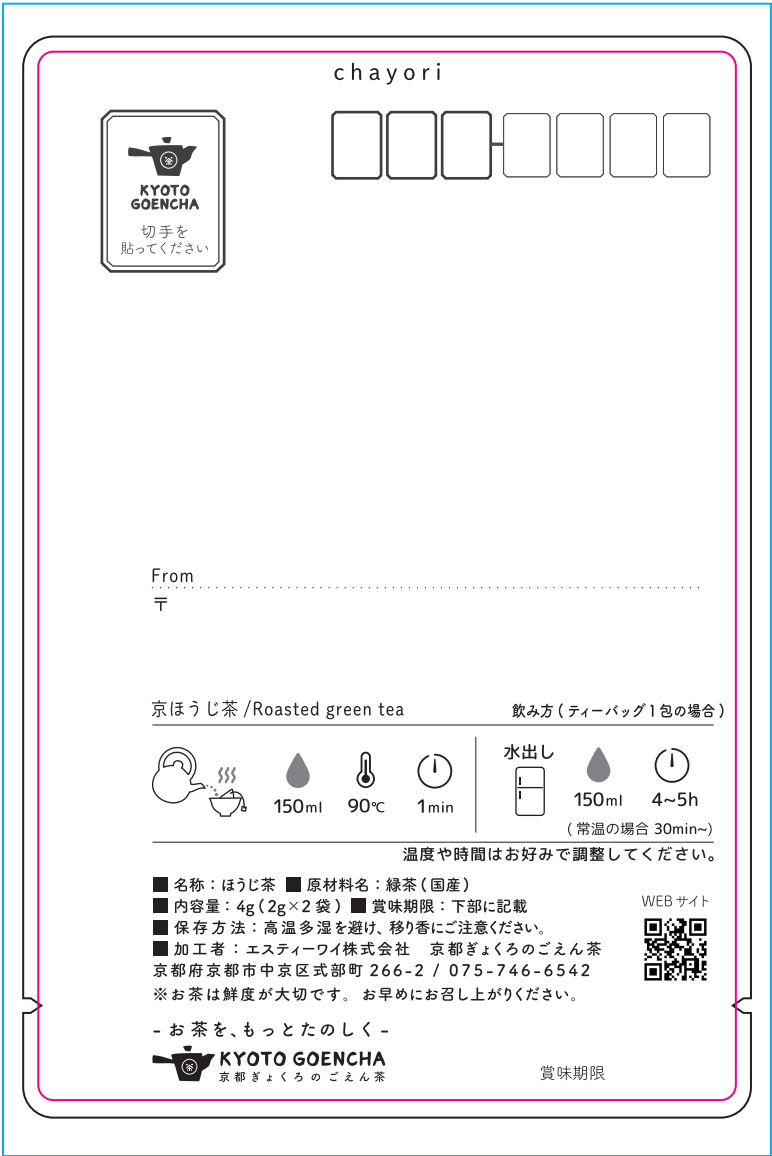 chayori
KYOTO
GOENCHA
切手を
貼ってください
From
〒
京ほうじ茶/Roasted green tea
飲み方(ティーバッグ1包の場合)
150ml 90℃ 1min
水出し
150ml 4~5h
(常温の場合 30min~)
温度や時間はお好みで調整してください。
■ 名称:ほうじ茶 ■ 原材料名:緑茶(国産)
■ 内容量:4g(2g×2袋) ■ 賞味期限:下部に記載
■ 保存方法:高温多湿を避け、移り香にご注意ください。
■ 加工者:エスティーワイ株式会社 京都ぎょくろのごえん茶
京都府京都市中京区式部町 266-2 / 075-746-6542
※お茶は鮮度が大切です。お早めにお召し上がりください。
WEBサイト
- お茶を、もっとたのしく -
茶 KYOTO GOENCHA
京都ぎょくろのごえん茶
賞味期限